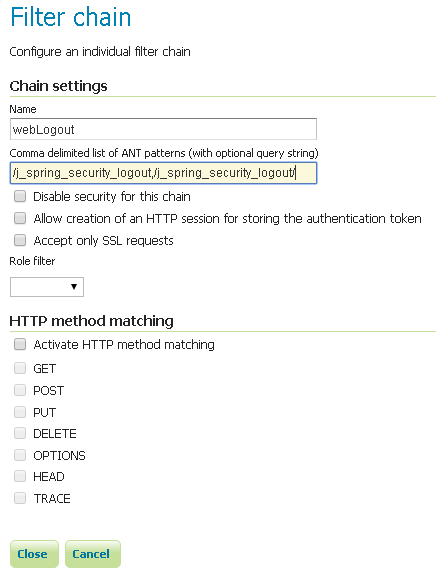 Filter chain
Configure an individual filter chain
Chain settings
Name
webLogout
Comma delimited list of ANT patterns (with optional query string)
/j_spring_security_logout,/j_spring_security_logout/
Disable security for this chain
Allow creation of an HTTP session for storing the authentication token
Accept only SSL requests
Role filter
HTTP method matching
Activate HTTP method matching
GET
POST
PUT
DELETE
OPTIONS
HEAD
TRACE
Close Cancel